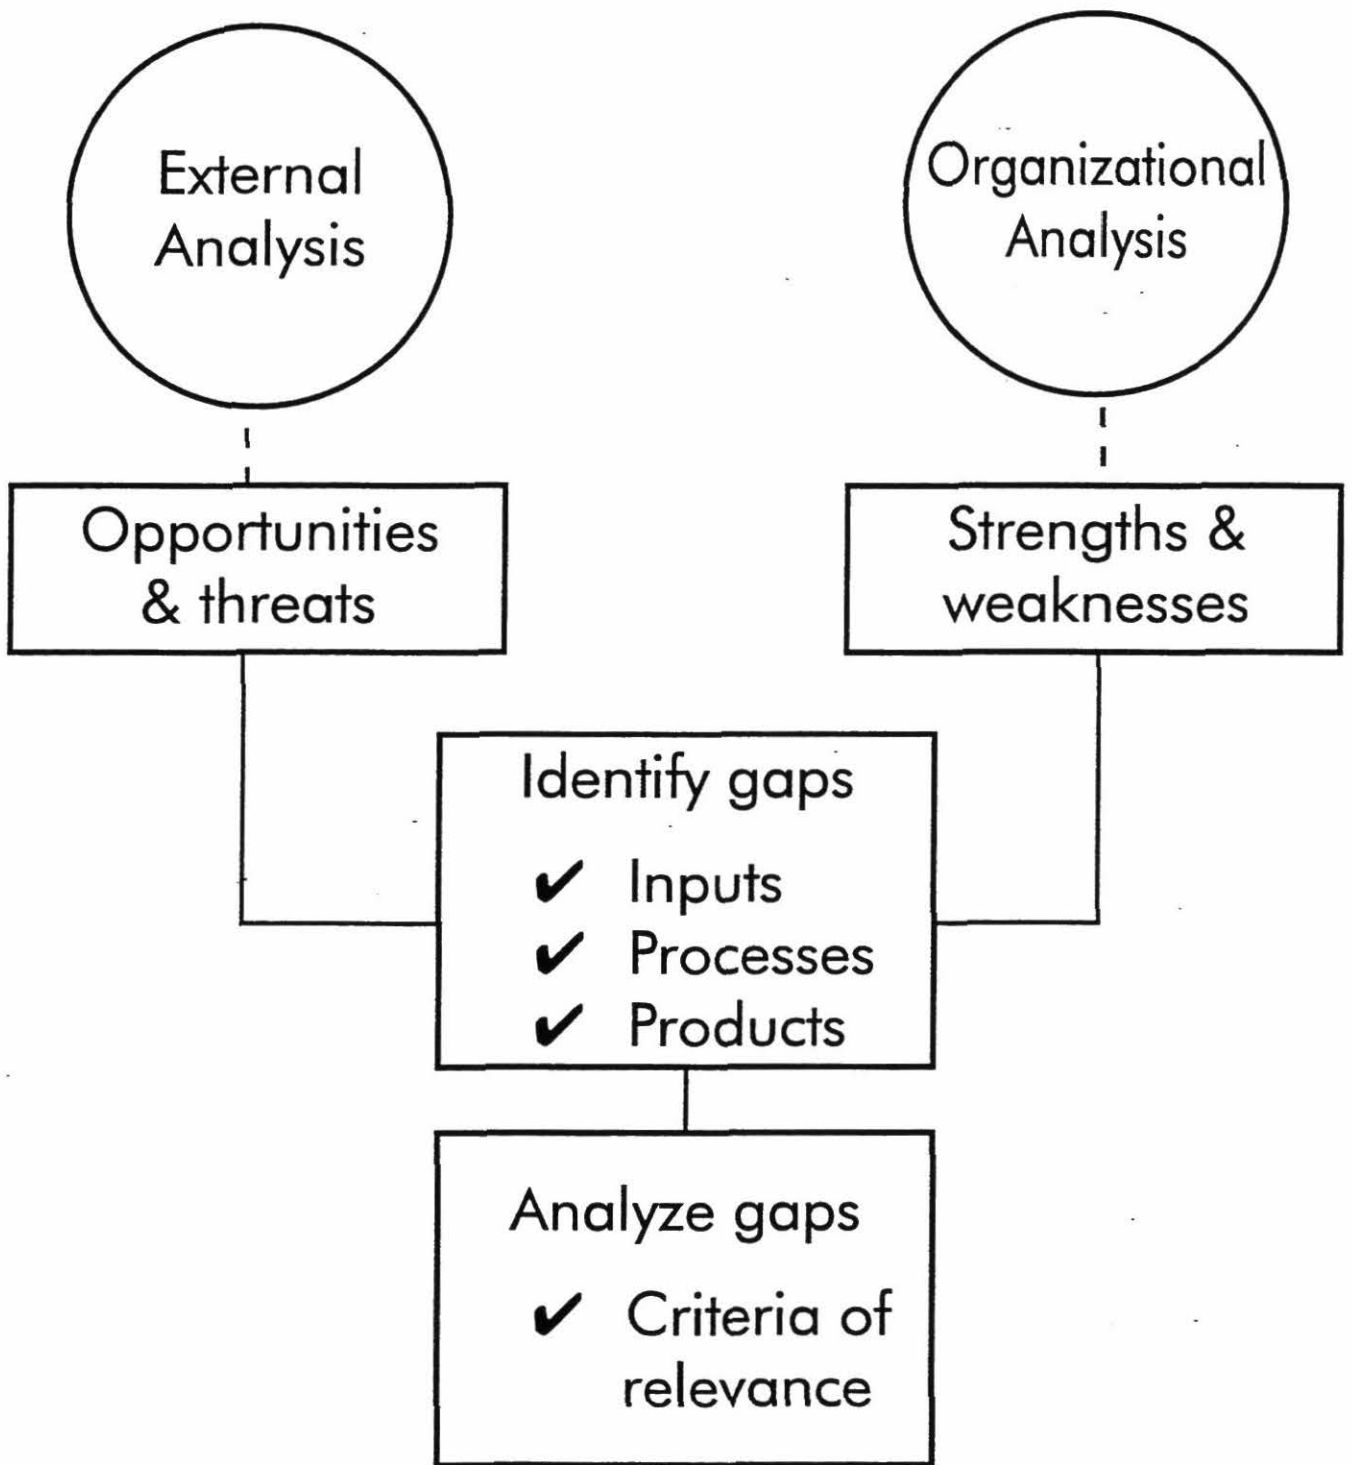 External
Analysis
Organizational
Analysis
Opportunities
& threats
Strengths &
weaknesses
Identify gaps
✔ Inputs
✔ Processes
✔ Products
Analyze gaps
✔ Criteria of
relevance